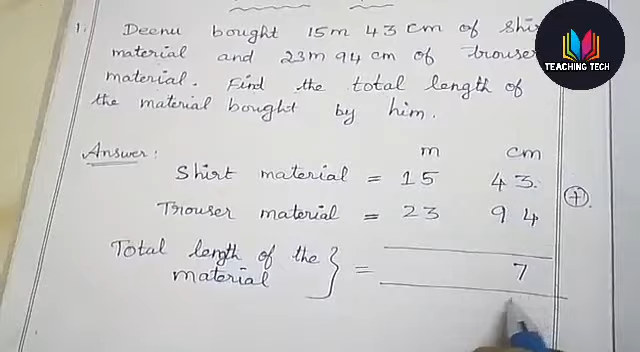 1. Deenu bought 15m 43 cm of shirt
material and 23m 94 cm of trouser
material. Find the total length of
the material bought by him.
TEACHING TECH
Answer:
m cm
Shirt material = 15 43.
Trouser material = 23 94 +
Total length of the
material } = 7